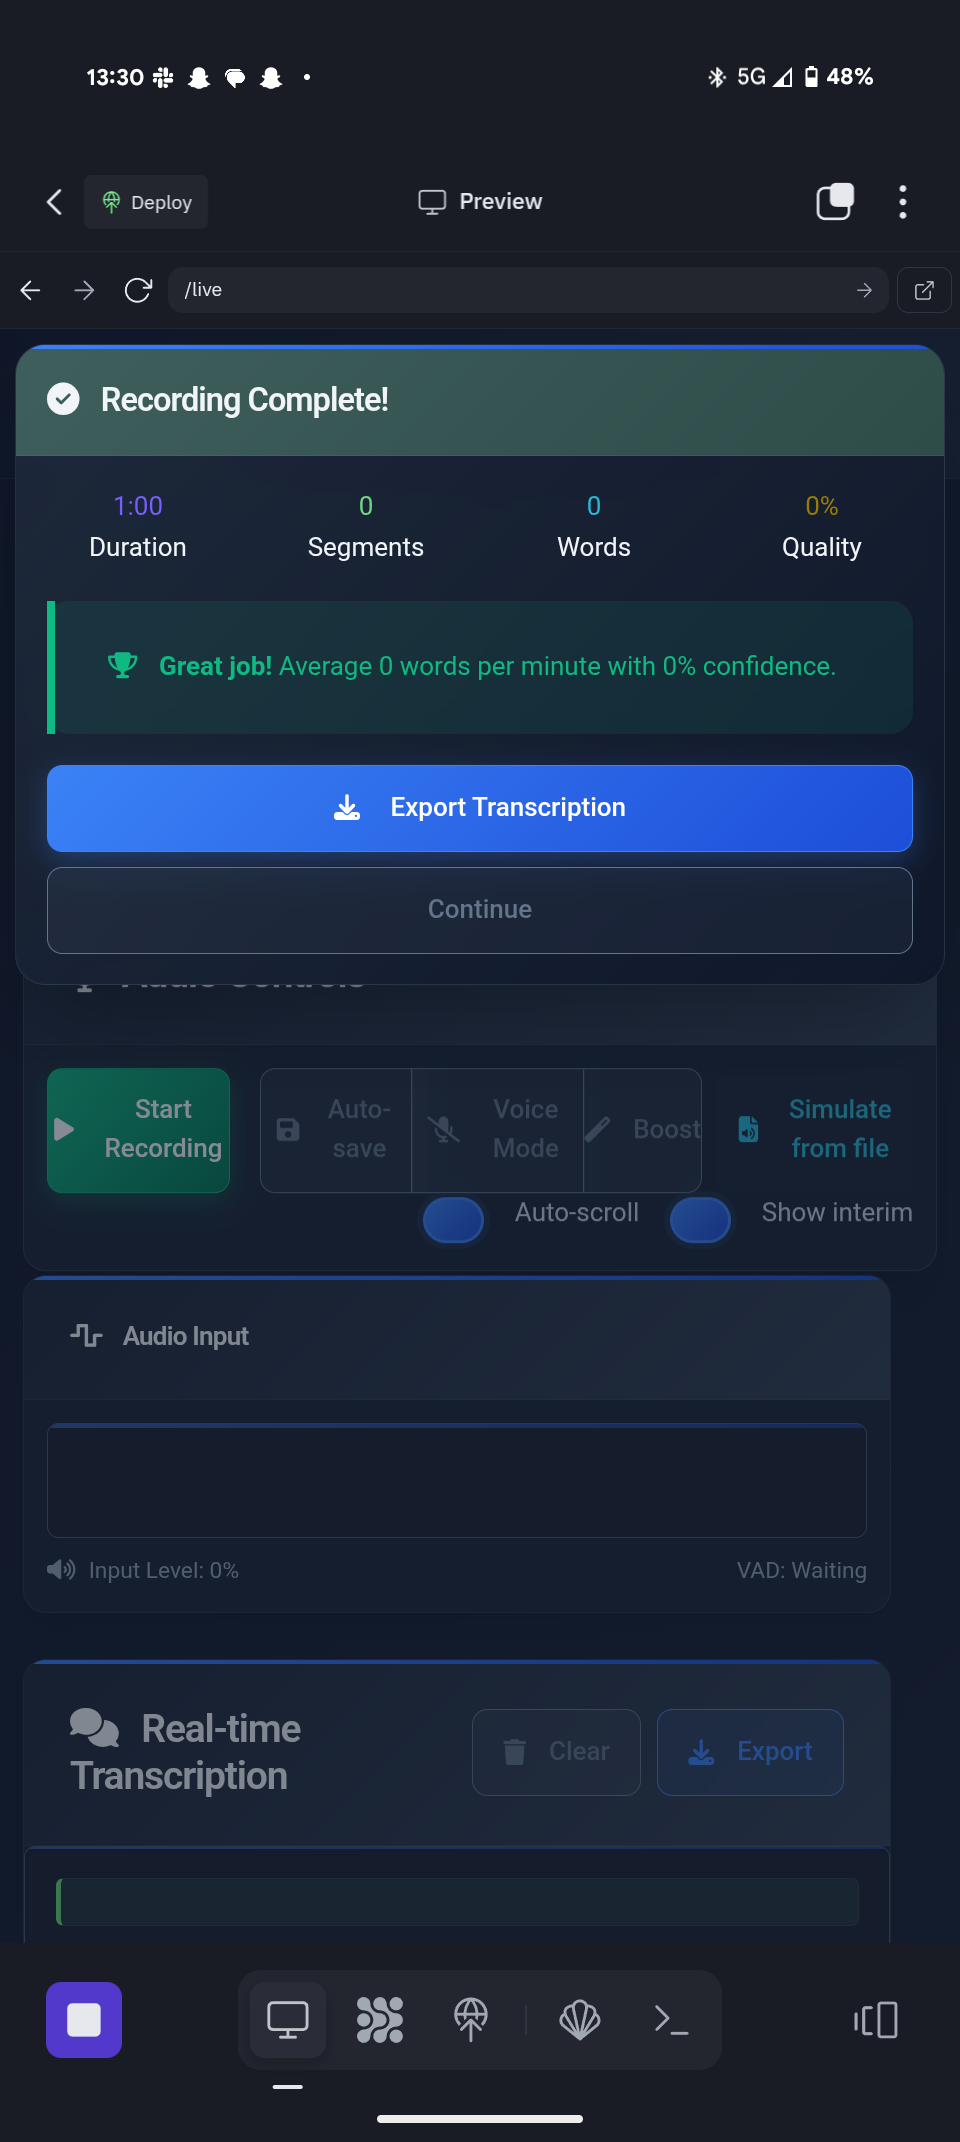 13:30
5G
48%
Deploy
Preview
/live
Recording Complete!
1:00
0
0
0%
Duration
Segments
Words
Quality
Great job! Average 0 words per minute with 0% confidence.
Export Transcription
Continue
Audio Controls
Start
Recording
Auto-
save
Voice
Mode
Boost
Simulate
from file
Auto-scroll
Show interim
Audio Input
Input Level: 0%
VAD: Waiting
Real-time
Transcription
Clear
Export